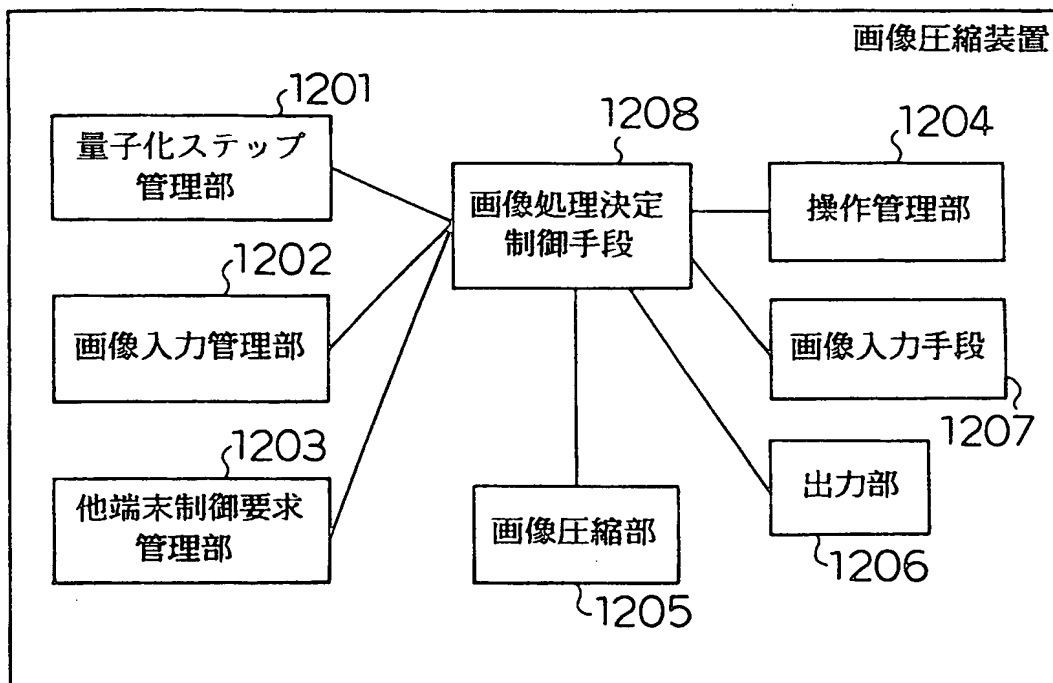 画像圧縮装置
1201
量子化ステップ
管理部
1208
画像処理決定
制御手段
1204
操作管理部
1202
画像入力管理部
画像入力手段
1207
1203
他端末制御要求
管理部
画像圧縮部
1205
出力部
1206